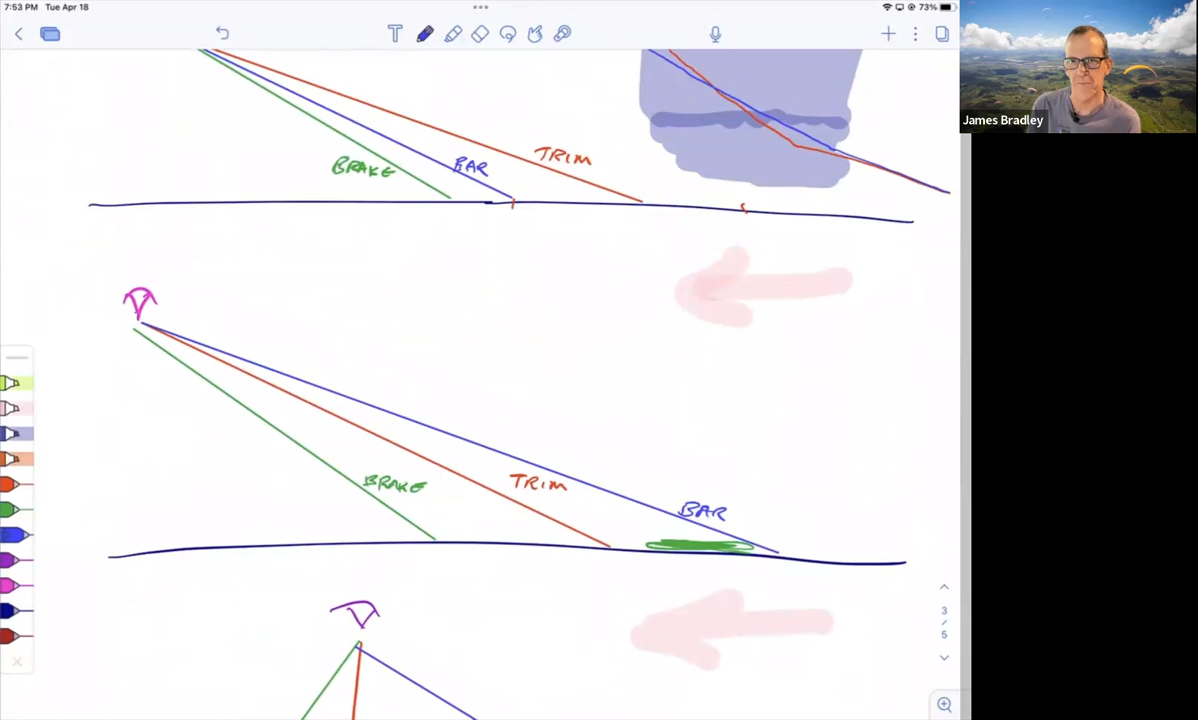 7:53 PM Tue Apr 18
73%
James Bradley
TRIM
BAR
BRAKE
BRAKE
TRIM
BAR
3
/
5